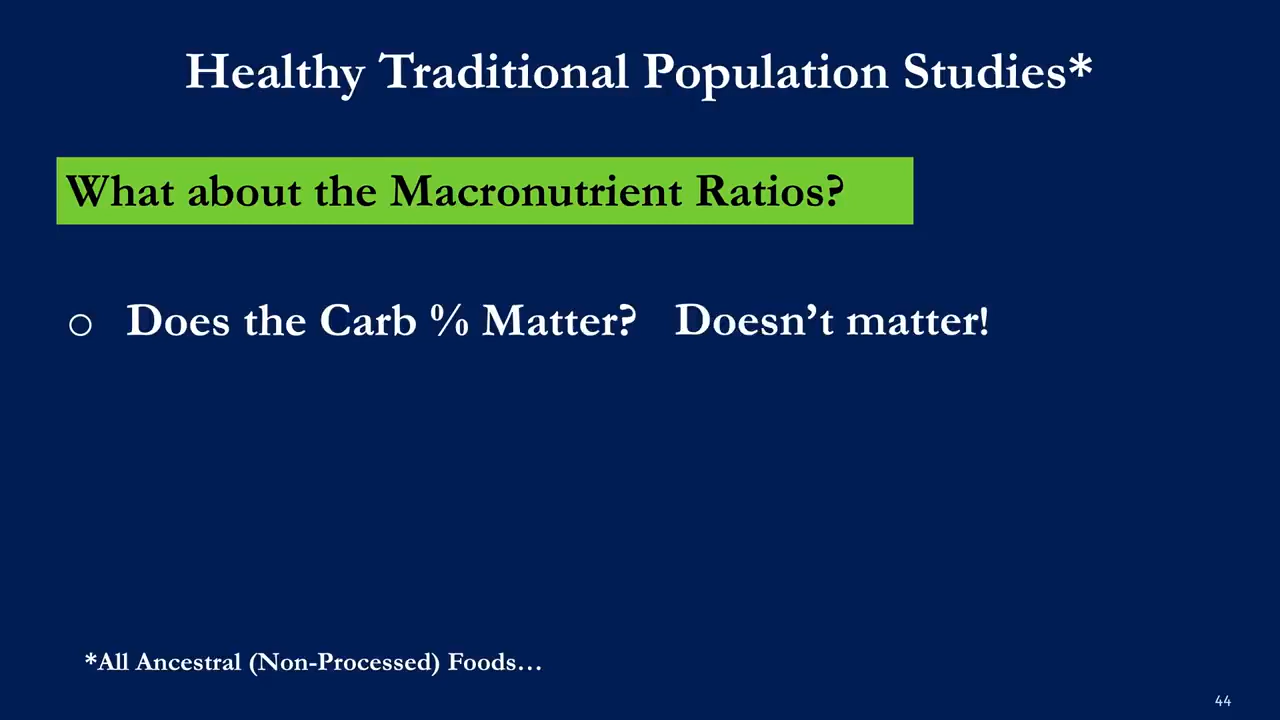 Healthy Traditional Population Studies*
What about the Macronutrient Ratios?
o Does the Carb % Matter? Doesn’t matter!
*All Ancestral (Non-Processed) Foods…
44